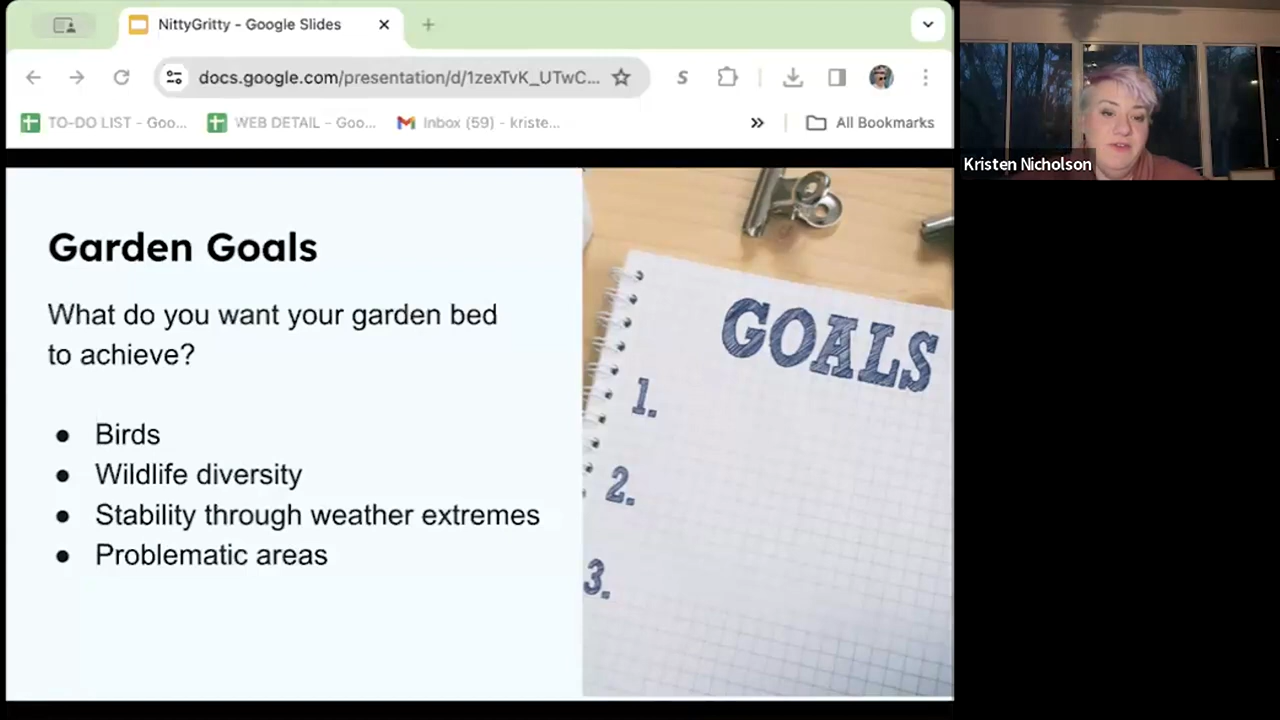 NittyGritty - Google Slides
docs.google.com/presentation/d/1zexTvK_UTwC...
TO-DO LIST - Goo...
WEB DETAIL - Goo...
Inbox (59) - kriste...
All Bookmarks
Kristen Nicholson
Garden Goals
What do you want your garden bed
to achieve?
● Birds
● Wildlife diversity
● Stability through weather extremes
● Problematic areas
GOALS
1.
2.
3.